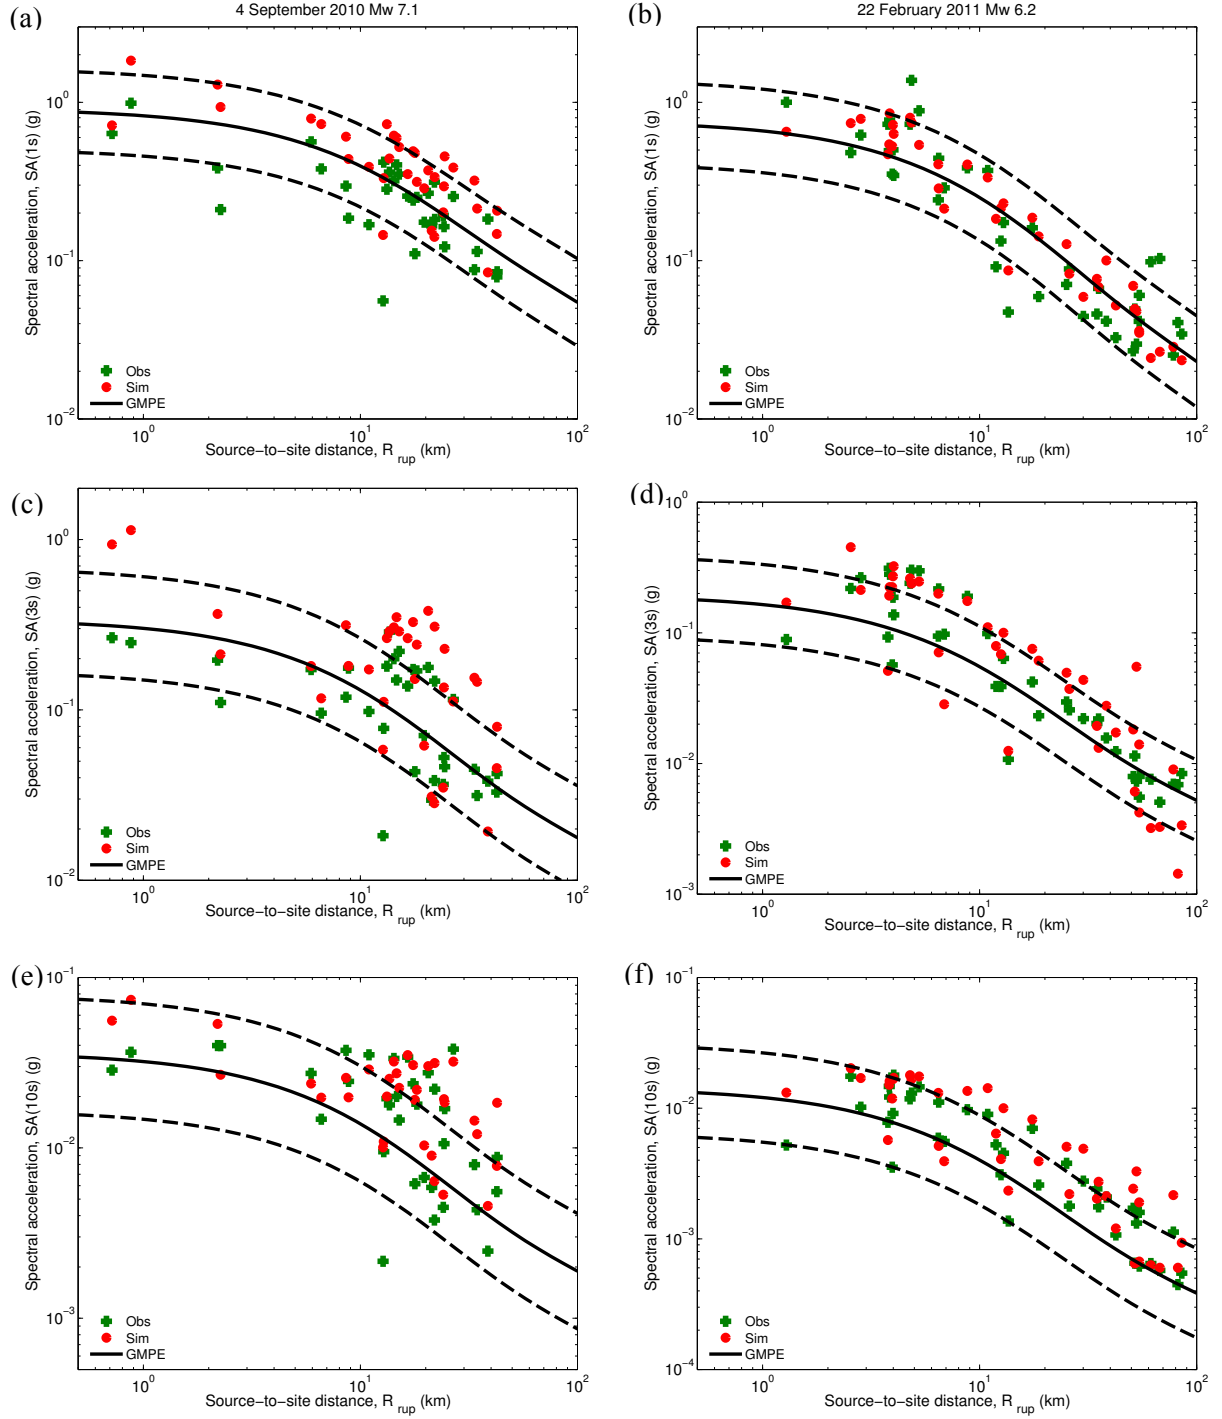 (a)
4 September 2010 Mw 7.1
Spectral acceleration, SA(1s) (g)
10^0
10^-1
10^-2
Obs
Sim
GMPE
10^0
10^1
10^2
Source-to-site distance, R_rup (km)
(b)
22 February 2011 Mw 6.2
Spectral acceleration, SA(1s) (g)
10^0
10^-1
10^-2
Obs
Sim
GMPE
10^0
10^1
10^2
Source-to-site distance, R_rup (km)
(c)
Spectral acceleration, SA(3s) (g)
10^0
10^-1
10^-2
Obs
Sim
GMPE
10^0
10^1
10^2
Source-to-site distance, R_rup (km)
(d)
Spectral acceleration, SA(3s) (g)
10^0
10^-1
10^-2
10^-3
Obs
Sim
GMPE
10^0
10^1
10^2
Source-to-site distance, R_rup (km)
(e)
Spectral acceleration, SA(10s) (g)
10^-1
10^-2
10^-3
Obs
Sim
GMPE
10^0
10^1
10^2
Source-to-site distance, R_rup (km)
(f)
Spectral acceleration, SA(10s) (g)
10^-1
10^-2
10^-3
10^-4
Obs
Sim
GMPE
10^0
10^1
10^2
Source-to-site distance, R_rup (km)